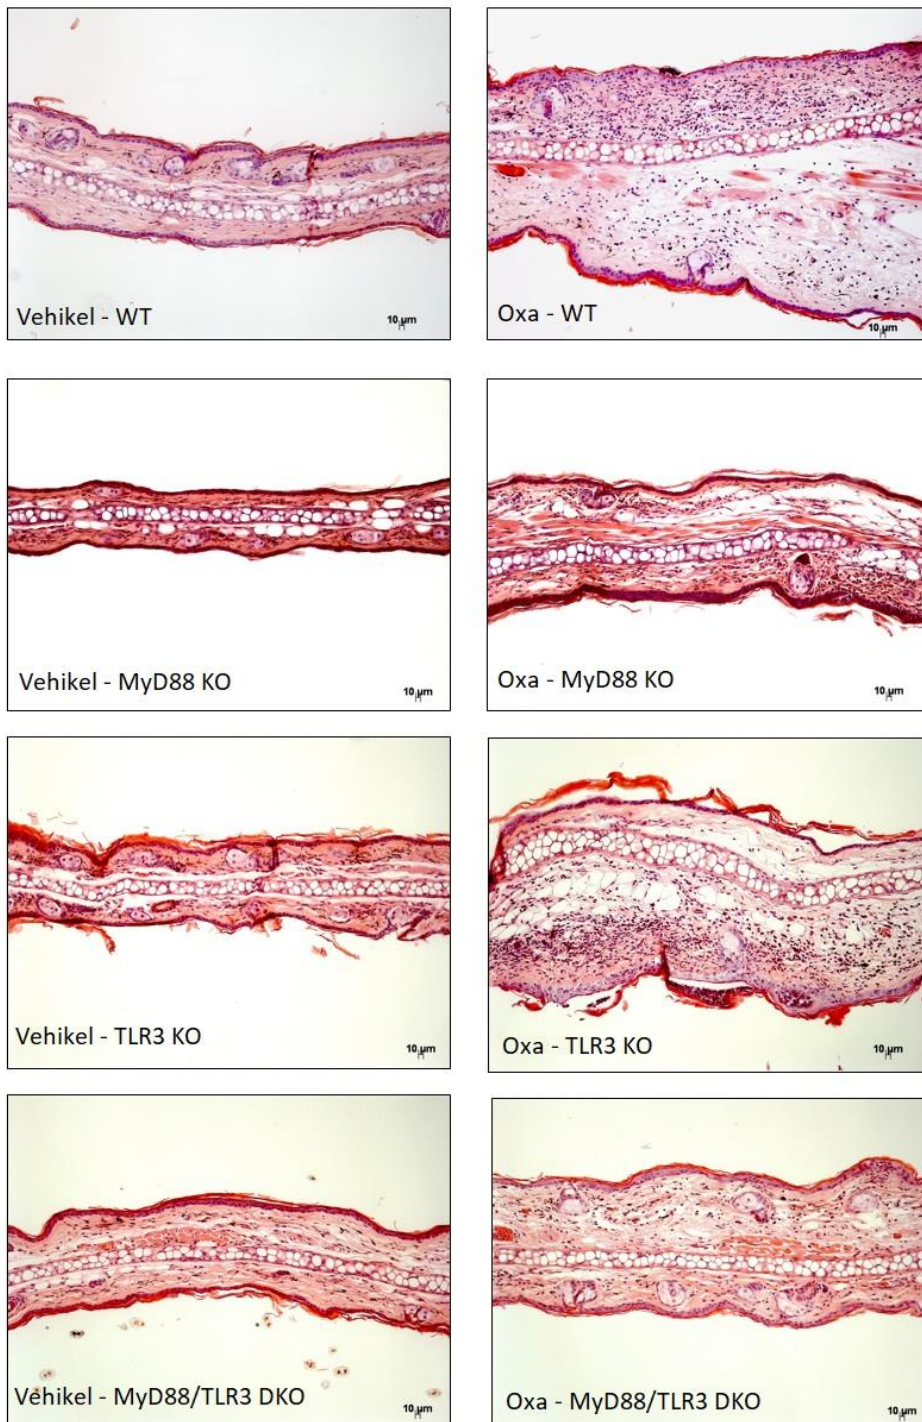 Vehikel - WT
10 µm
Oxa - WT
10 µm
Vehikel - MyD88 KO
10 µm
Oxa - MyD88 KO
10 µm
Vehikel - TLR3 KO
10 µm
Oxa - TLR3 KO
10 µm
Vehikel - MyD88/TLR3 DKO
10 µm
Oxa - MyD88/TLR3 DKO
10 µm